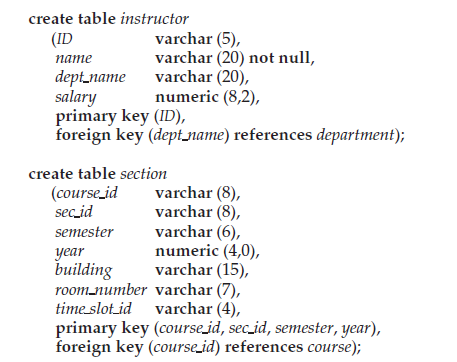 create table instructor
(ID varchar (5),
name varchar (20) not null,
dept_name varchar (20),
salary numeric (8,2),
primary key (ID),
foreign key (dept_name) references department);
create table section
(course_id varchar (8),
sec_id varchar (8),
semester varchar (6),
year numeric (4,0),
building varchar (15),
room_number varchar (7),
time_slot_id varchar (4),
primary key (course_id, sec_id, semester, year),
foreign key (course_id) references course);